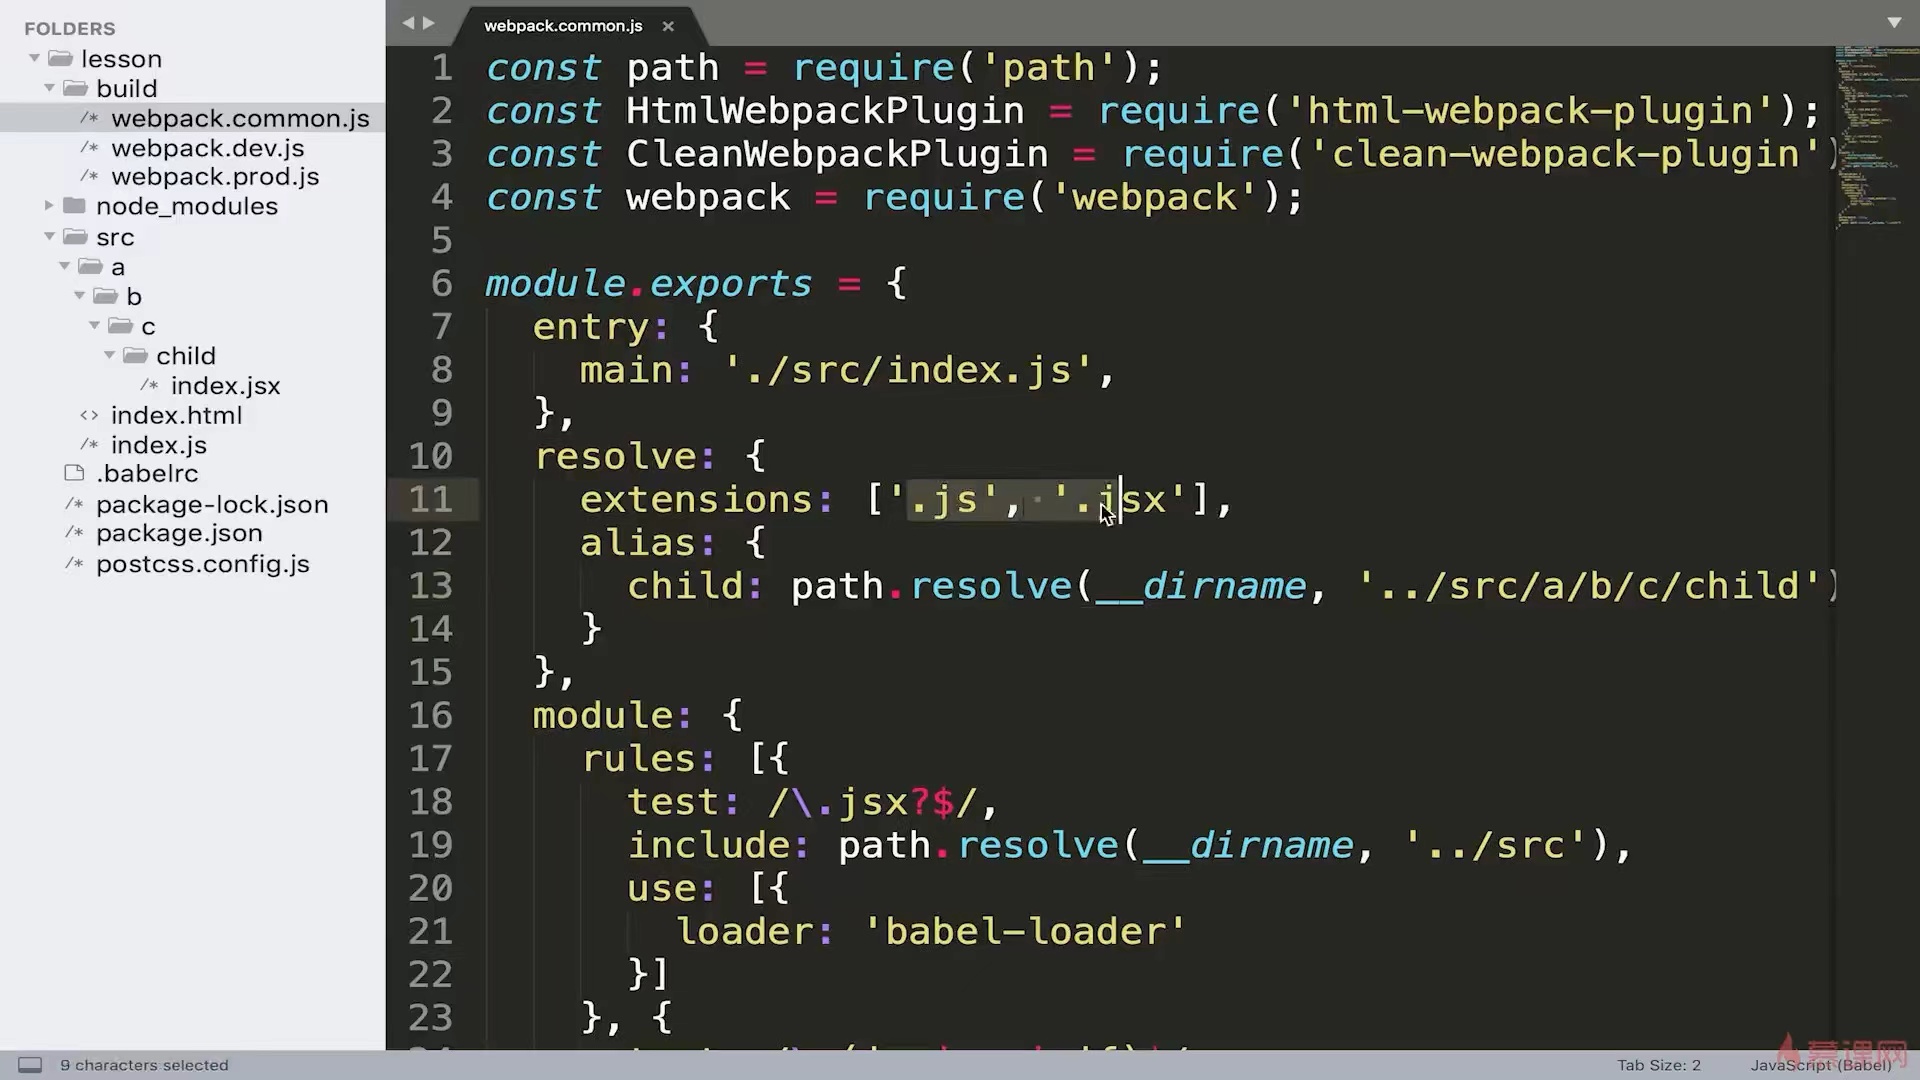 FOLDERS
lesson
build
webpack.common.js
webpack.dev.js
webpack.prod.js
node_modules
src
a
b
c
child
index.jsx
index.html
index.js
.babelrc
package-lock.json
package.json
postcss.config.js
webpack.common.js
1 const path = require('path');
2 const HtmlWebpackPlugin = require('html-webpack-plugin');
3 const CleanWebpackPlugin = require('clean-webpack-plugin')
4 const webpack = require('webpack');
5
6 module.exports = {
7 entry: {
8 main: './src/index.js',
9 },
10 resolve: {
11 extensions: ['.js', '.jsx'],
12 alias: {
13 child: path.resolve(__dirname, '../src/a/b/c/child')
14 }
15 },
16 module: {
17 rules: [{
18 test: /\.jsx?$/,
19 include: path.resolve(__dirname, '../src'),
20 use: [{
21 loader: 'babel-loader'
22 }]
23 }, {
9 characters selected
Tab Size: 2
JavaScript (Babel)
慕课网